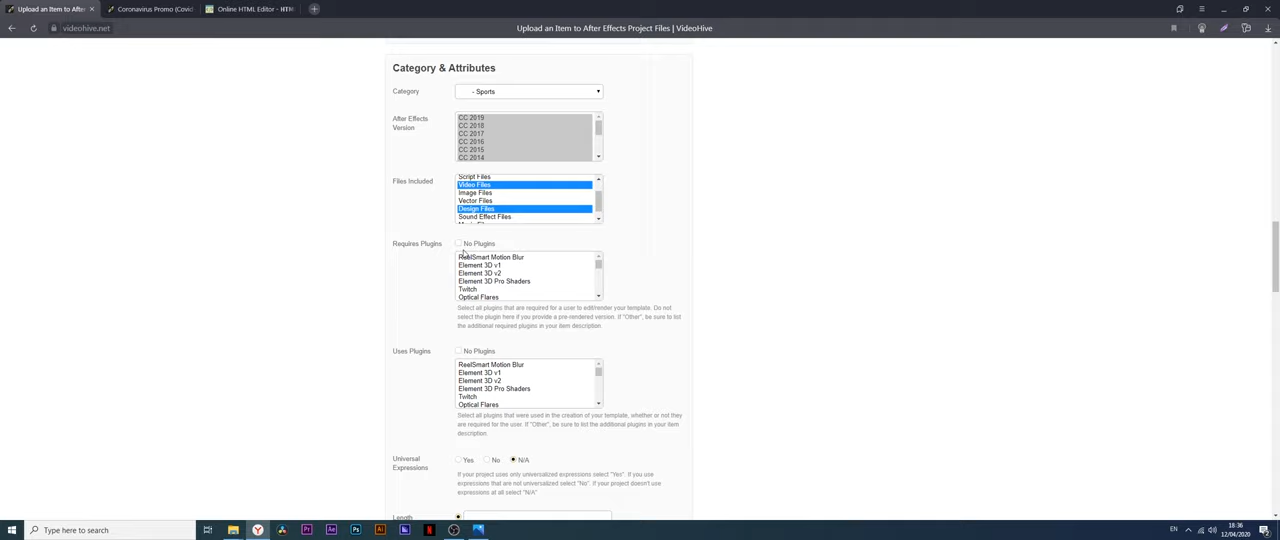 Upload an Item to After Effects
Coronavirus Promo (Covid
Online HTML Editor - HTM
videohive.net
Upload an Item to After Effects Project Files | VideoHive
Category & Attributes
Category
- Sports
After Effects Version
CC 2019
CC 2018
CC 2017
CC 2016
CC 2015
CC 2014
Files Included
Script Files
Video Files
Image Files
Vector Files
Design Files
Sound Effect Files
Requires Plugins
No Plugins
ReelSmart Motion Blur
Element 3D v1
Element 3D v2
Element 3D Pro Shaders
Twitch
Optical Flares
Select all plugins that are required for a user to edit/render your template. Do not
select the plugin here if you provide a pre-rendered version. If "Other", be sure to list
the additional required plugins in your item description.
Uses Plugins
No Plugins
ReelSmart Motion Blur
Element 3D v1
Element 3D v2
Element 3D Pro Shaders
Twitch
Optical Flares
Select all plugins that were used in the creation of your template, whether or not they
are required for the user. If "Other", be sure to list the additional plugins in your item
description.
Universal
Expressions
Yes
No
N/A
If your project uses only universalized expressions select "Yes". If you use
expressions that are not universalized select "No". If your project doesn't use
expressions at all select "N/A"
Length
Type here to search
Pr
Ae
Ps
Ai
N
EN
18:36
12/04/2020
2